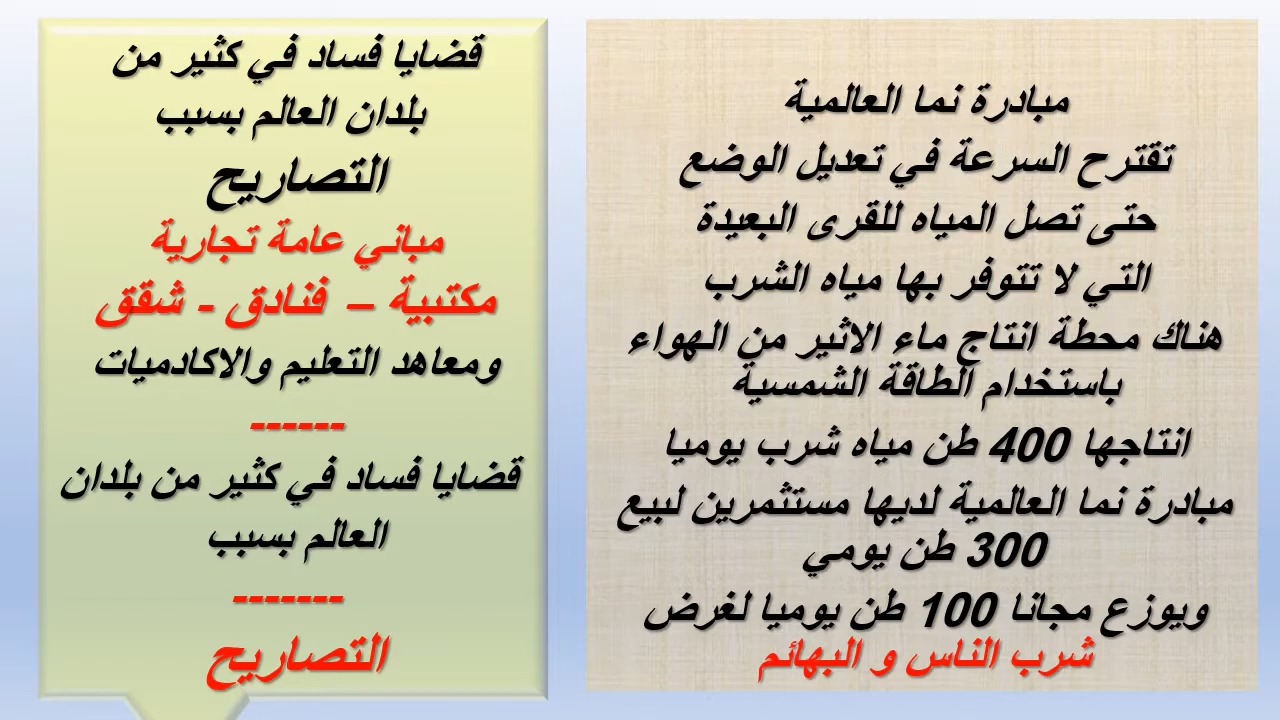 مبادرة نما العالمية
تقترح السرعة في تعديل الوضع
حتى تصل المياه للقرى البعيدة
التي لا تتوفر بها مياه الشرب
هناك محطة انتاج ماء الاثير من الهواء
باستخدام الطاقة الشمسية
انتاجها 400 طن مياه شرب يوميا
مبادرة نما العالمية لديها مستثمرين لبيع
300 طن يومي
ويوزع مجانا 100 طن يوميا لغرض
شرب الناس و البهائم
قضايا فساد في كثير من
بلدان العالم بسبب
التصاريح
مباني عامة تجارية
مكتبية – فنادق - شقق
ومعاهد التعليم والاكادميات
------
قضايا فساد في كثير من بلدان
العالم بسبب
-------
التصاريح